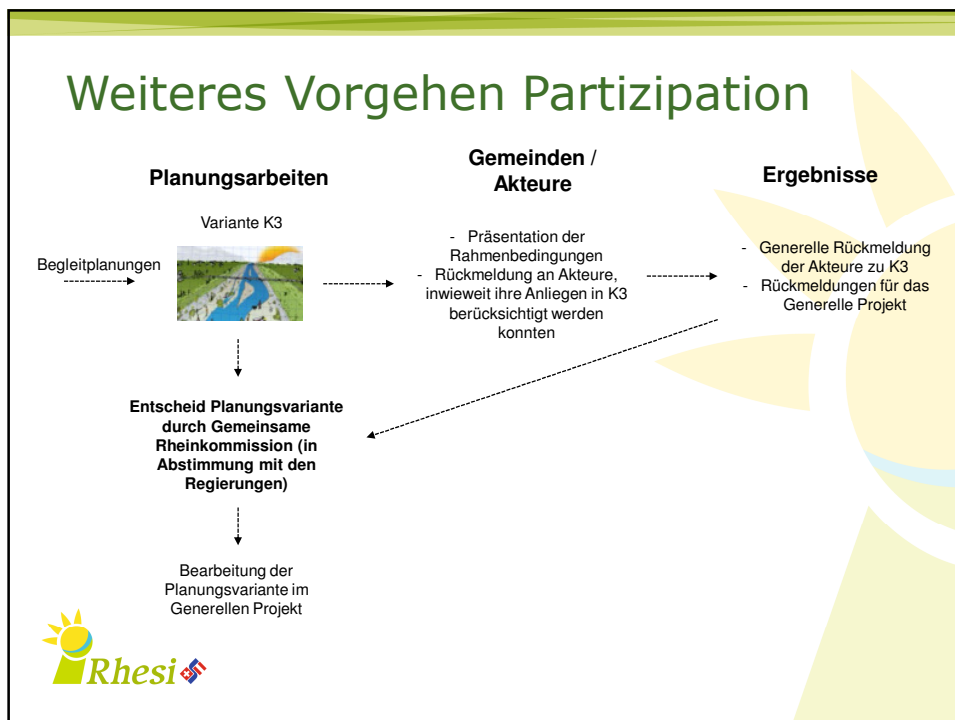 Weiteres Vorgehen Partizipation
Planungsarbeiten
Gemeinden /
Akteure
Ergebnisse
Variante K3
Begleitplanungen
- Präsentation der
Rahmenbedingungen
- Rückmeldung an Akteure,
inwieweit ihre Anliegen in K3
berücksichtigt werden
konnten
- Generelle Rückmeldung
der Akteure zu K3
- Rückmeldungen für das
Generelle Projekt
Entscheid Planungsvariante
durch Gemeinsame
Rheinkommission (in
Abstimmung mit den
Regierungen)
Bearbeitung der
Planungsvariante im
Generellen Projekt
Rhesi